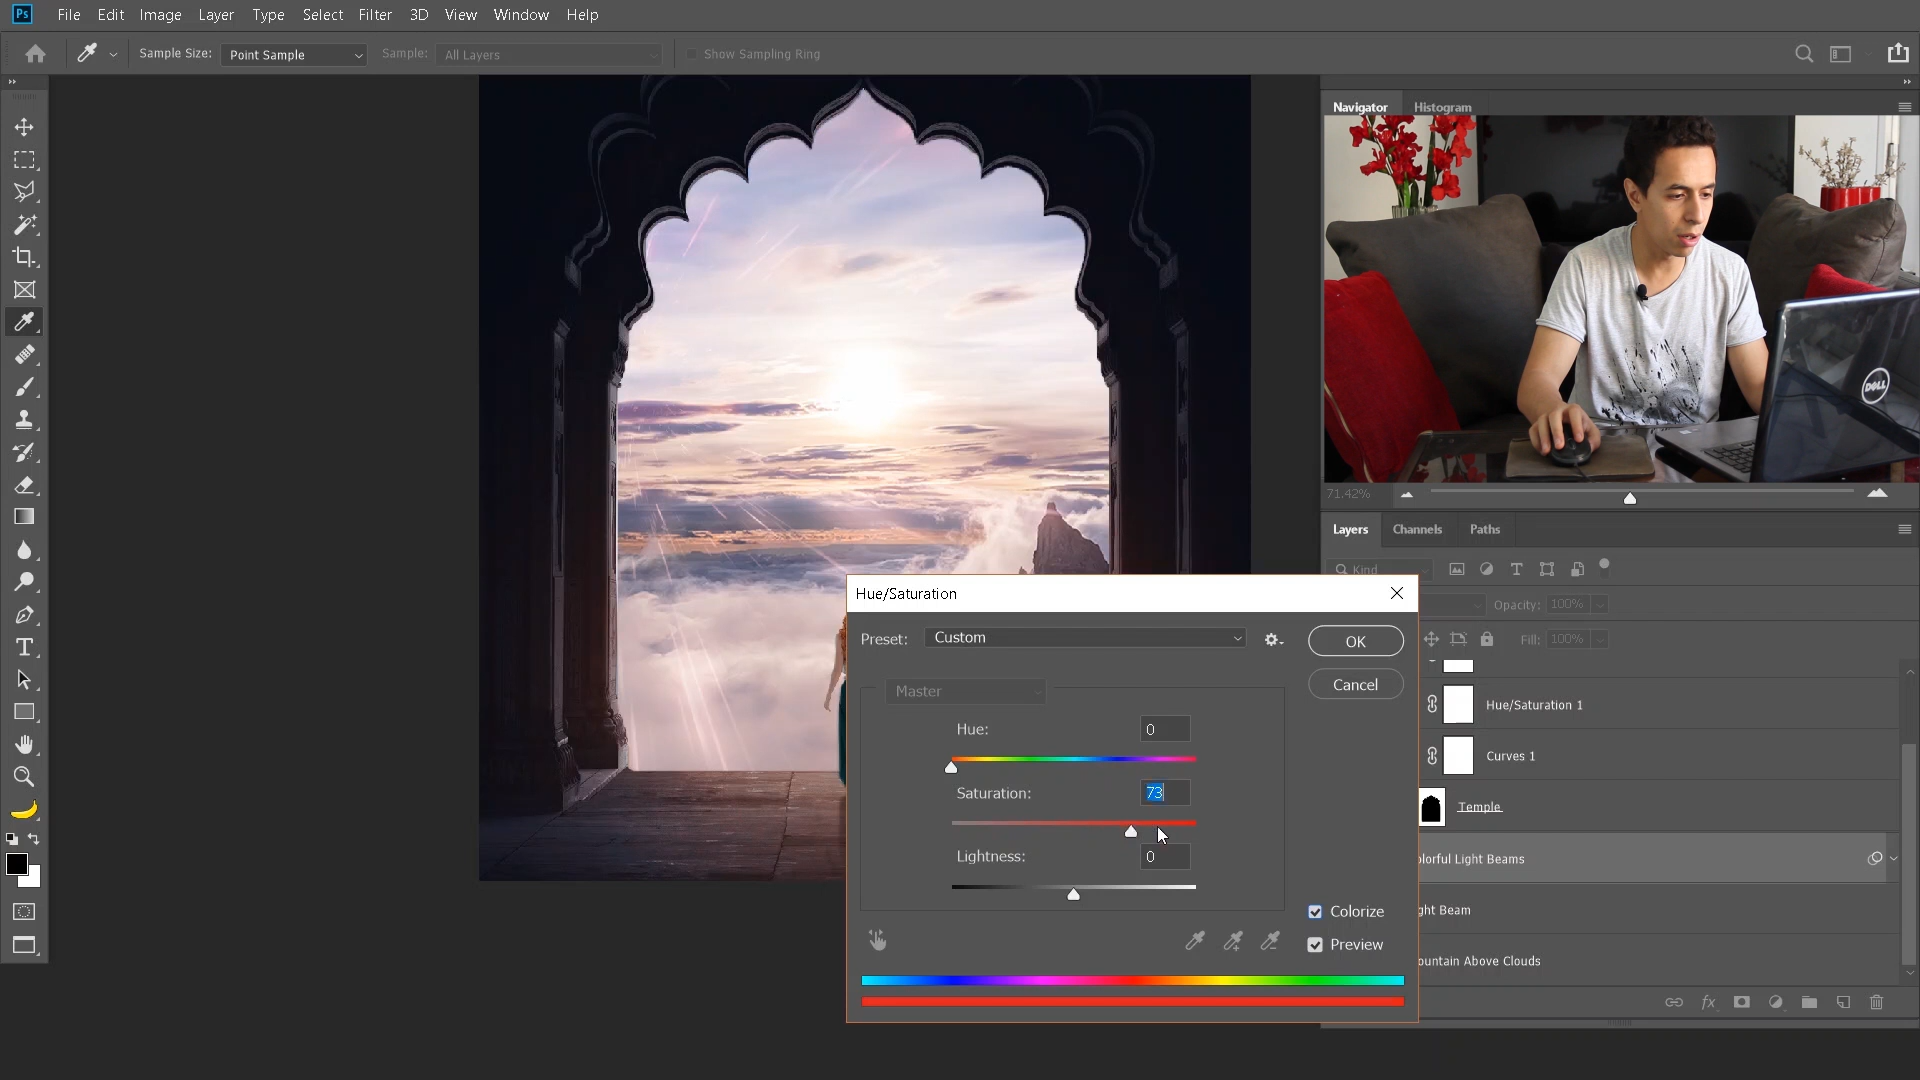 Ps File Edit Image Layer Type Select Filter 3D View Window Help
Sample Size: Point Sample Sample: All Layers Show Sampling Ring
Navigator Histogram
DELL
71.42%
Layers Channels Paths
Kind
Opacity: 100%
Fill: 100%
Hue/Saturation 1
Curves 1
Temple
olorful Light Beams
ght Beam
ountain Above Clouds
fx
Hue/Saturation
Preset: Custom
OK
Cancel
Master
Hue: 0
Saturation: 73
Lightness: 0
Colorize
Preview